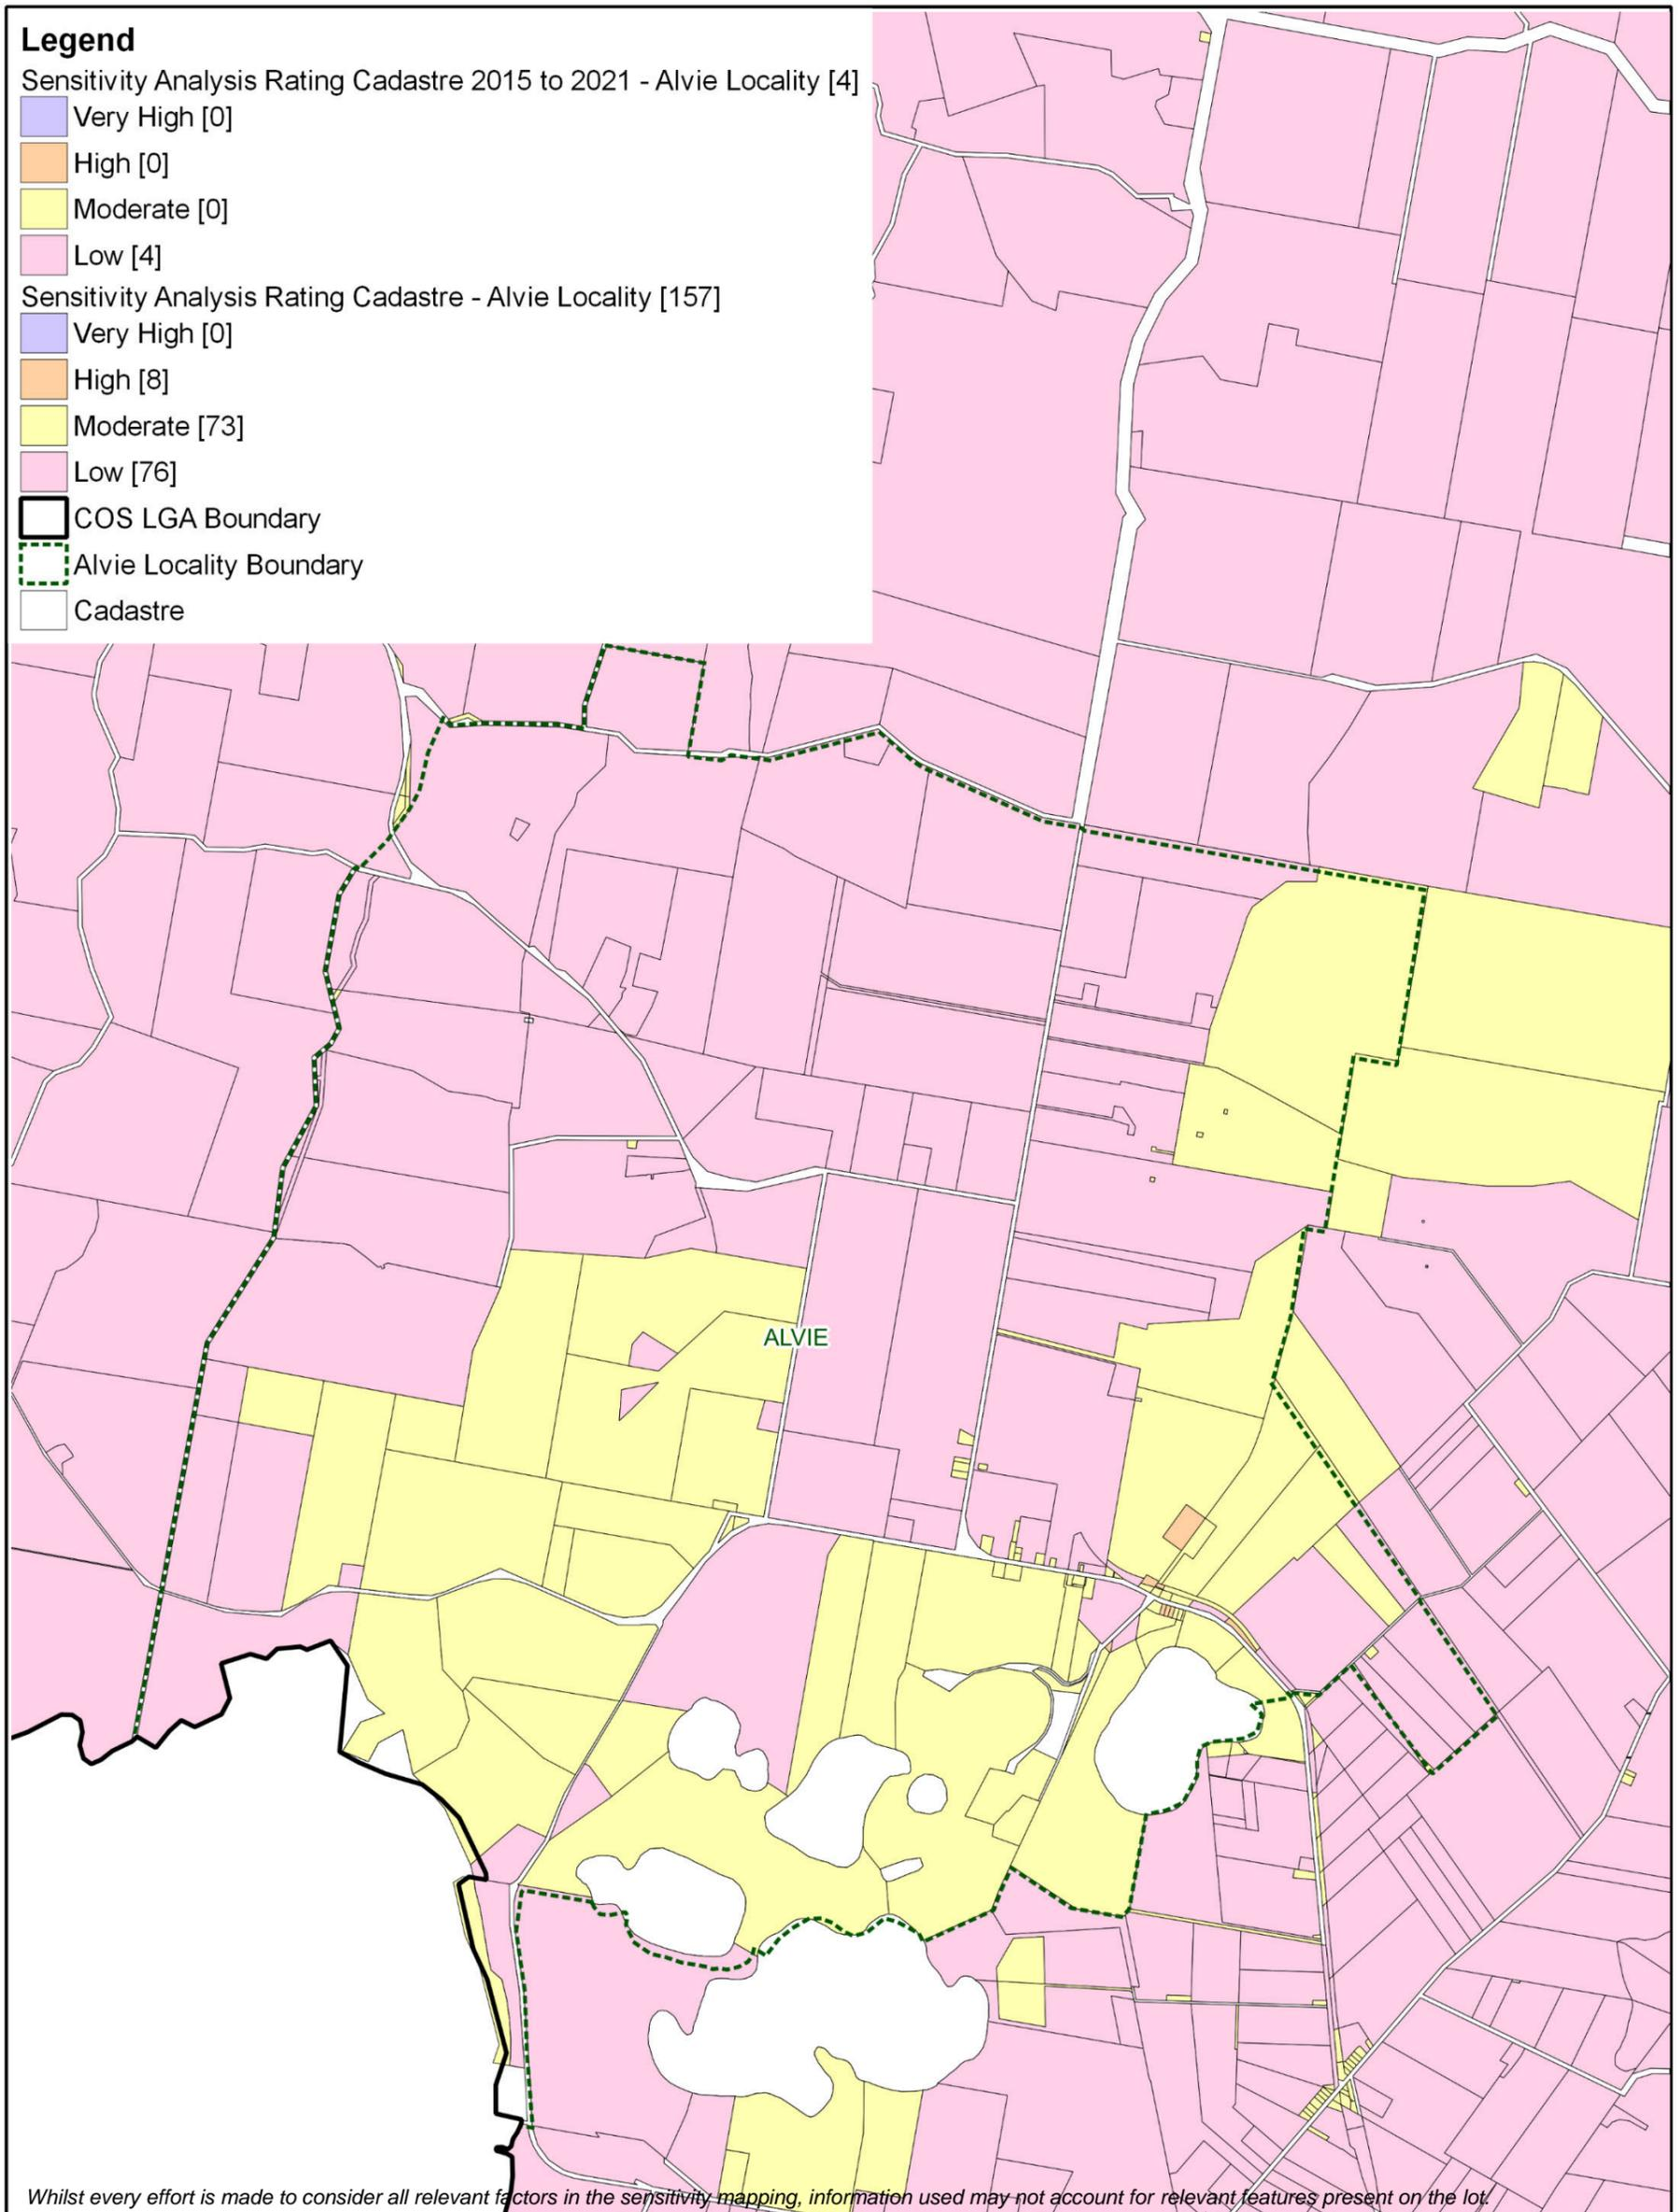 Legend
Sensitivity Analysis Rating Cadastre 2015 to 2021 - Alvie Locality [4]
Very High [0]
High [0]
Moderate [0]
Low [4]
Sensitivity Analysis Rating Cadastre - Alvie Locality [157]
Very High [0]
High [8]
Moderate [73]
Low [76]
COS LGA Boundary
Alvie Locality Boundary
Cadastre
ALVIE
Whilst every effort is made to consider all relevant factors in the sensitivity mapping, information used may not account for relevant features present on the lot.